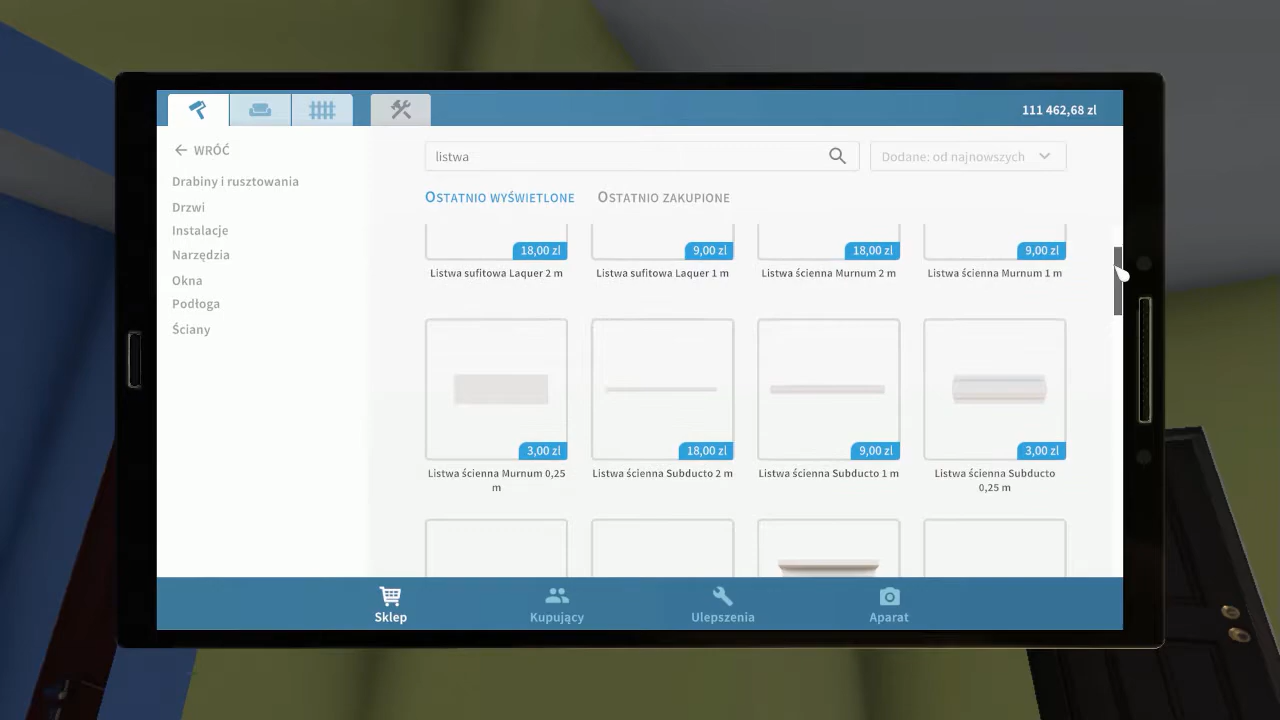 111 462,68 zl
WRÓĆ
Drabiny i rusztowania
Drzwi
Instalacje
Narzędzia
Okna
Podłoga
Ściany
listwa
Dodane: od najnowszych
OSTATNIO WYŚWIETLONE
OSTATNIO ZAKUPIONE
18,00 zl
9,00 zl
18,00 zl
9,00 zl
Listwa sufitowa Laquer 2 m
Listwa sufitowa Laquer 1 m
Listwa ścienna Murnum 2 m
Listwa ścienna Murnum 1 m
3,00 zl
18,00 zl
9,00 zl
3,00 zl
Listwa ścienna Murnum 0,25
m
Listwa ścienna Subducto 2 m
Listwa ścienna Subducto 1 m
Listwa ścienna Subducto
0,25 m
Sklep
Kupujący
Ulepszenia
Aparat